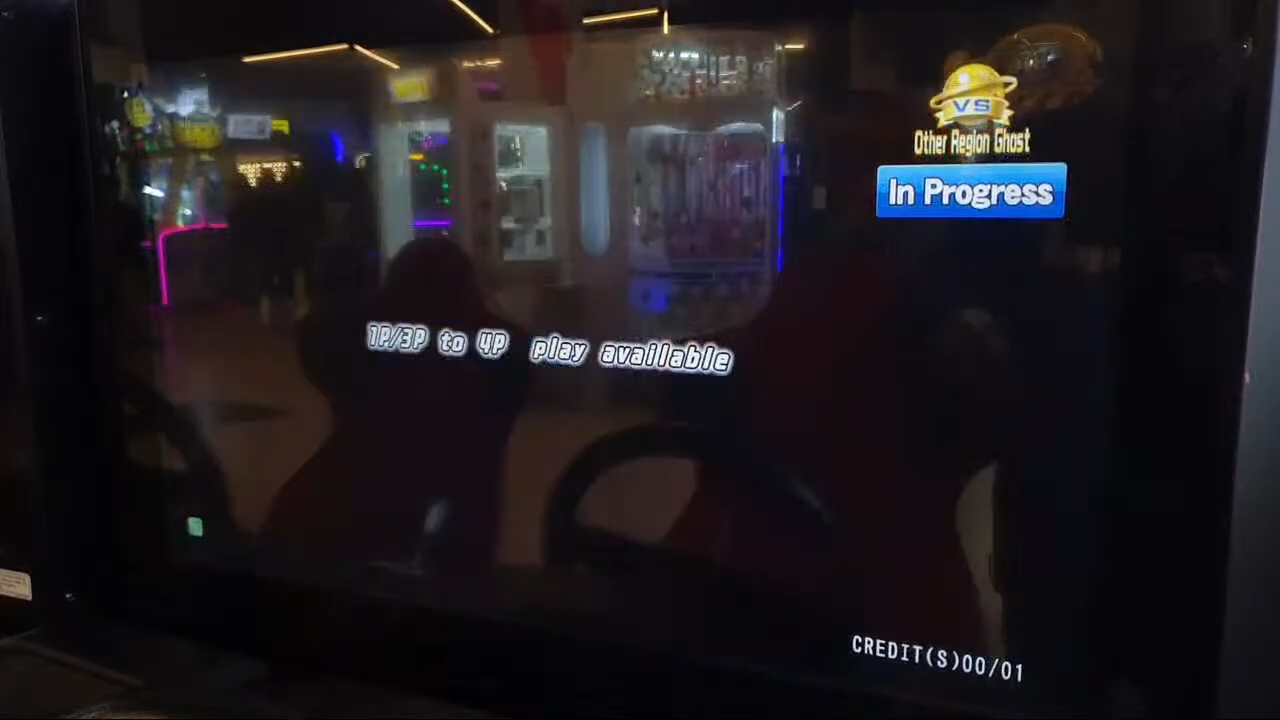 VS
Other Region Ghost
In Progress
1P/3P to 4P play available
CREDIT(S)00/01